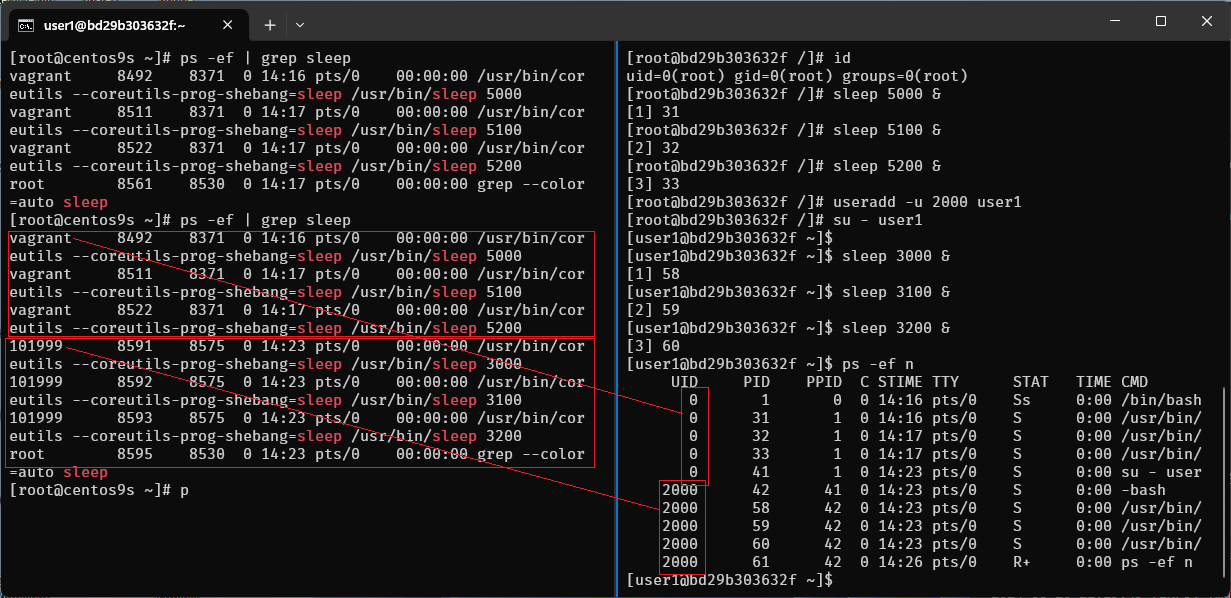 user1@bd29b303632f:~
[root@centos9s ~]# ps -ef | grep sleep
vagrant     8492    8371  0 14:16 pts/0    00:00:00 /usr/bin/cor
eutils --coreutils-prog-shebang=sleep /usr/bin/sleep 5000
vagrant     8511    8371  0 14:17 pts/0    00:00:00 /usr/bin/cor
eutils --coreutils-prog-shebang=sleep /usr/bin/sleep 5100
vagrant     8522    8371  0 14:17 pts/0    00:00:00 /usr/bin/cor
eutils --coreutils-prog-shebang=sleep /usr/bin/sleep 5200
root        8561    8530  0 14:17 pts/0    00:00:00 grep --color
=auto sleep
[root@centos9s ~]# ps -ef | grep sleep
vagrant     8492    8371  0 14:16 pts/0    00:00:00 /usr/bin/cor
eutils --coreutils-prog-shebang=sleep /usr/bin/sleep 5000
vagrant     8511    8371  0 14:17 pts/0    00:00:00 /usr/bin/cor
eutils --coreutils-prog-shebang=sleep /usr/bin/sleep 5100
vagrant     8522    8371  0 14:17 pts/0    00:00:00 /usr/bin/cor
eutils --coreutils-prog-shebang=sleep /usr/bin/sleep 5200
101999      8591    8575  0 14:23 pts/0    00:00:00 /usr/bin/cor
eutils --coreutils-prog-shebang=sleep /usr/bin/sleep 3000
101999      8592    8575  0 14:23 pts/0    00:00:00 /usr/bin/cor
eutils --coreutils-prog-shebang=sleep /usr/bin/sleep 3100
101999      8593    8575  0 14:23 pts/0    00:00:00 /usr/bin/cor
eutils --coreutils-prog-shebang=sleep /usr/bin/sleep 3200
root        8595    8530  0 14:23 pts/0    00:00:00 grep --color
=auto sleep
[root@centos9s ~]# p
[root@bd29b303632f /]# id
uid=0(root) gid=0(root) groups=0(root)
[root@bd29b303632f /]# sleep 5000 &
[1] 31
[root@bd29b303632f /]# sleep 5100 &
[2] 32
[root@bd29b303632f /]# sleep 5200 &
[3] 33
[root@bd29b303632f /]# useradd -u 2000 user1
[root@bd29b303632f /]# su - user1
[user1@bd29b303632f ~]$
[user1@bd29b303632f ~]$ sleep 3000 &
[1] 58
[user1@bd29b303632f ~]$ sleep 3100 &
[2] 59
[user1@bd29b303632f ~]$ sleep 3200 &
[3] 60
[user1@bd29b303632f ~]$ ps -ef n
     UID     PID    PPID  C STIME TTY      STAT   TIME CMD
       0       1       0  0 14:16 pts/0    Ss     0:00 /bin/bash
       0      31       1  0 14:16 pts/0    S      0:00 /usr/bin/
       0      32       1  0 14:17 pts/0    S      0:00 /usr/bin/
       0      33       1  0 14:17 pts/0    S      0:00 /usr/bin/
       0      41       1  0 14:23 pts/0    S      0:00 su - user
    2000      42      41  0 14:23 pts/0    S      0:00 -bash
    2000      58      42  0 14:23 pts/0    S      0:00 /usr/bin/
    2000      59      42  0 14:23 pts/0    S      0:00 /usr/bin/
    2000      60      42  0 14:23 pts/0    S      0:00 /usr/bin/
    2000      61      42  0 14:26 pts/0    R+     0:00 ps -ef n
[user1@bd29b303632f ~]$